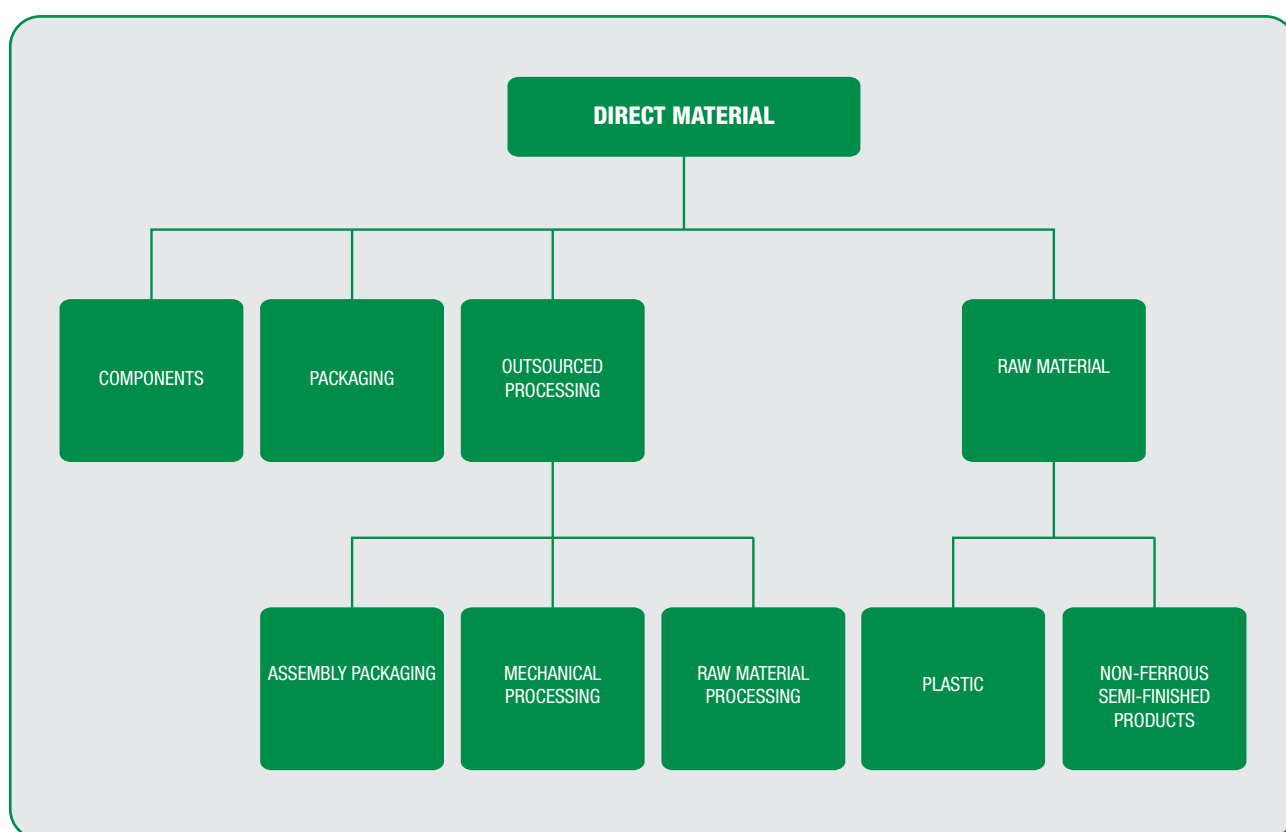 DIRECT MATERIAL
COMPONENTS
PACKAGING
OUTSOURCED
PROCESSING
RAW MATERIAL
ASSEMBLY PACKAGING
MECHANICAL
PROCESSING
RAW MATERIAL
PROCESSING
PLASTIC
NON-FERROUS
SEMI-FINISHED
PRODUCTS